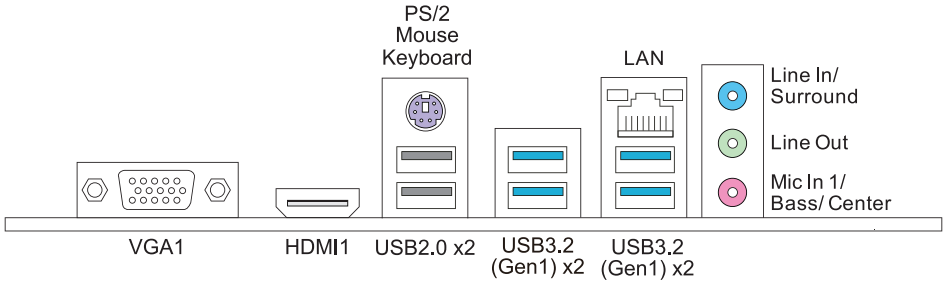 PS/2
Mouse
Keyboard
LAN
Line In/
Surround
Line Out
Mic In 1/
Bass/ Center
VGA1
HDMI1
USB2.0 x2
USB3.2
(Gen1) x2
USB3.2
(Gen1) x2